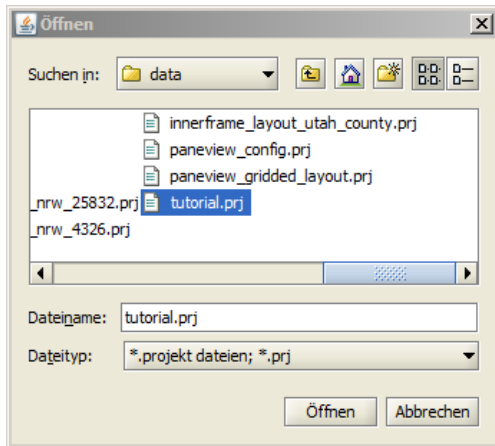 Öffnen
Suchen in: data
innerframe_layout_utah_county.prj
paneview_config.prj
paneview_gridded_layout.prj
_nrw_25832.prj tutorial.prj
_nrw_4326.prj
Dateiname: tutorial.prj
Dateityp: *.projekt dateien; *.prj
Öffnen Abbrechen